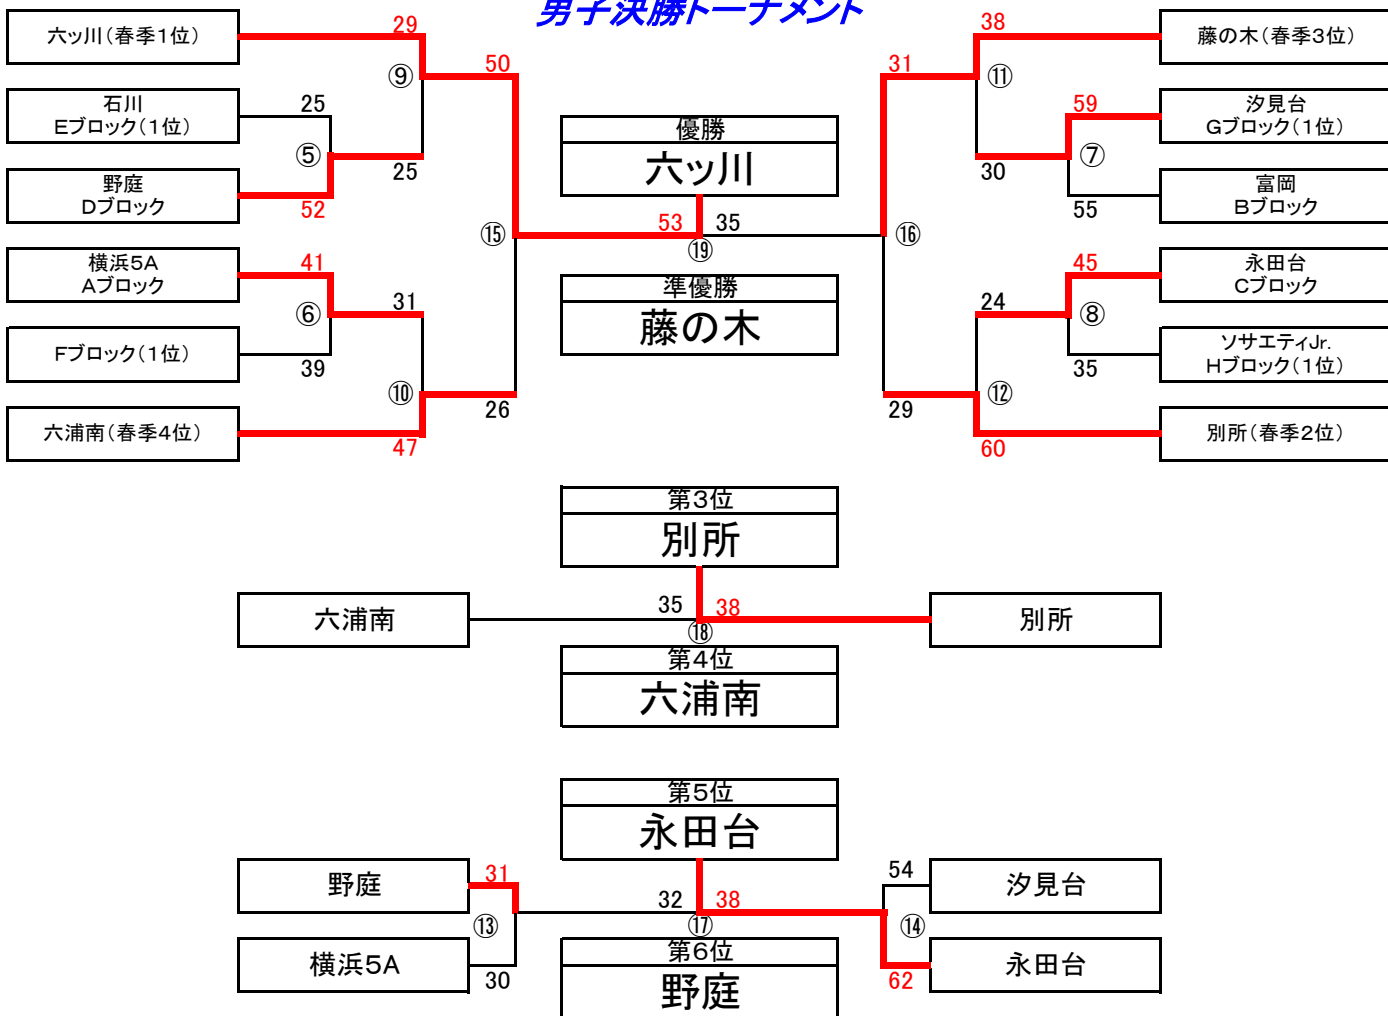 男子決勝トーナメント
六ッ川(春季1位)
29
⑨
50
石川
Eブロック(1位)
25
⑤
25
野庭
Dブロック
52
⑮
横浜5A
Aブロック
41
⑥
31
Fブロック(1位)
39
⑩
26
六浦南(春季4位)
47
優勝
六ッ川
53
35
⑲
準優勝
藤の木
38
藤の木(春季3位)
31
⑪
59
汐見台
Gブロック(1位)
⑦
30
富岡
Bブロック
55
⑯
45
永田台
Cブロック
24
⑧
ソサエティJr.
Hブロック(1位)
35
⑫
29
別所(春季2位)
60
第3位
別所
六浦南
35
38
別所
⑱
第4位
六浦南
第5位
永田台
野庭
31
32
38
54
汐見台
⑬
⑰
⑭
横浜5A
30
第6位
野庭
62
永田台